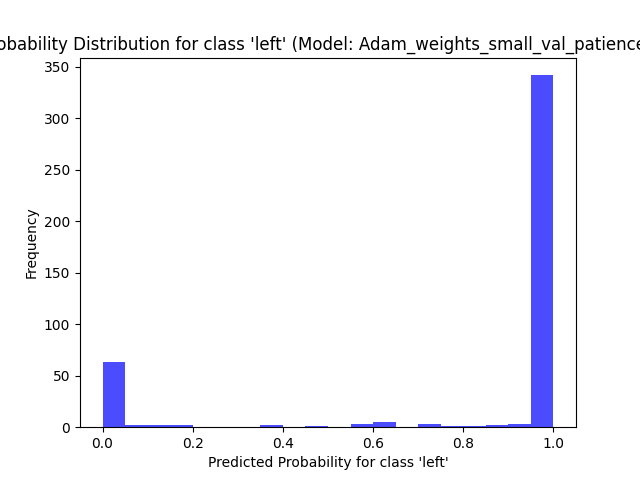 obability Distribution for class 'left' (Model: Adam_weights_small_val_patience
350
300
250
200
150
100
50
0
Frequency
0.0 0.2 0.4 0.6 0.8 1.0
Predicted Probability for class 'left'